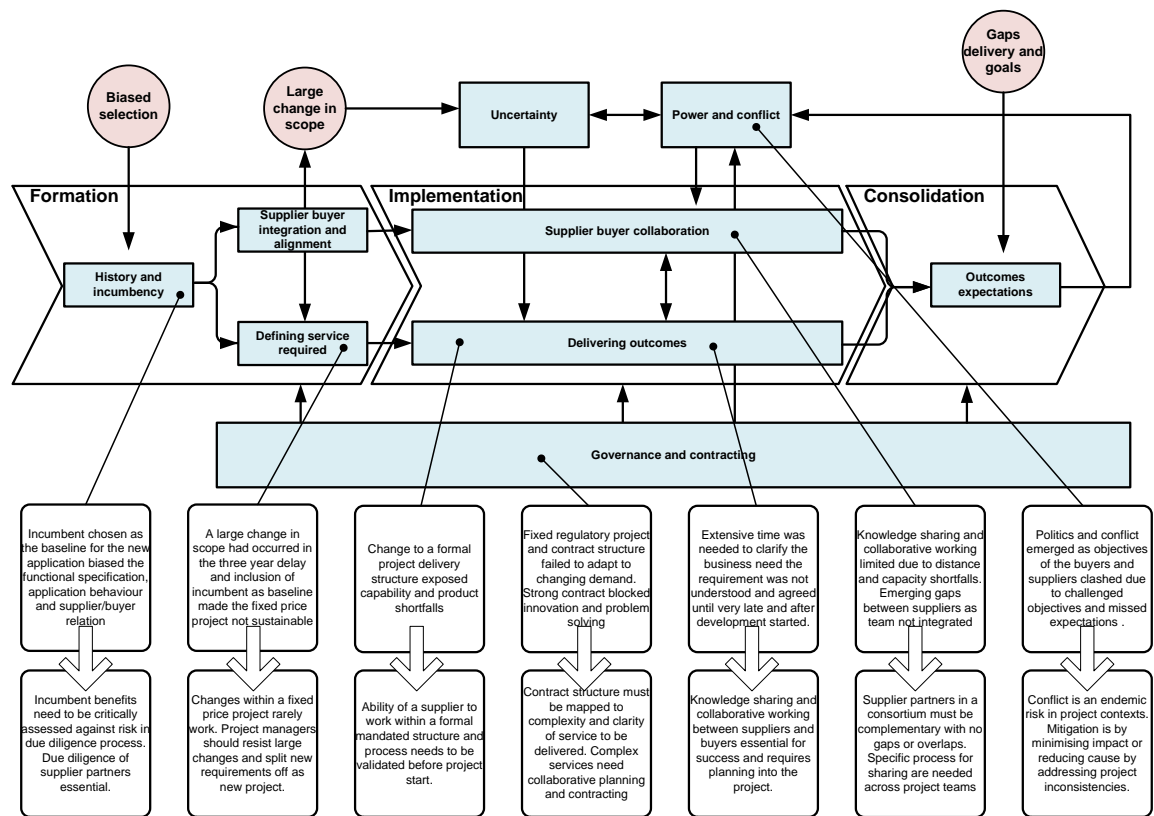 Gaps
delivery and
goals
Biased
selection
Large
change in
scope
Uncertainty
Power and conflict
Formation
Implementation
Consolidation
Supplier buyer
integration and
alignment
Supplier buyer collaboration
History and
incumbency
Outcomes
expectations
Defining service
required
Delivering outcomes
Governance and contracting
Incumbent chosen as
the baseline for the new
application biased the
functional specification,
application behaviour
and supplier/buyer
relation
A large change in
scope had occurred in
the three year delay
and inclusion of
incumbent as baseline
made the fixed price
project not sustainable
Change to a formal
project delivery
structure exposed
capability and product
shortfalls
Fixed regulatory project
and contract structure
failed to adapt to
changing demand.
Strong contract blocked
innovation and problem
solving
Extensive time was
needed to clarify the
business need the
requirement was not
understood and agreed
until very late and after
development started.
Knowledge sharing and
collaborative working
limited due to distance
and capacity shortfalls.
Emerging gaps
between suppliers as
team not integrated
Politics and conflict
emerged as objectives
of the buyers and
suppliers clashed due
to challenged
objectives and missed
expectations .
Incumbent benefits
need to be critically
assessed against risk in
due diligence process.
Due diligence of
supplier partners
essential.
Changes within a fixed
price project rarely
work. Project managers
should resist large
changes and split new
requirements off as
new project.
Ability of a supplier to
work within a formal
mandated structure and
process needs to be
validated before project
start.
Contract structure must
be mapped to
complexity and clarity
of service to be
delivered. Complex
services need
collaborative planning
and contracting
Knowledge sharing and
collaborative working
between suppliers and
buyers essential for
success and requires
planning into the
project.
Supplier partners in a
consortium must be
complementary with no
gaps or overlaps.
Specific process for
sharing are needed
across project teams
Conflict is an endemic
risk in project contexts.
Mitigation is by
minimising impact or
reducing cause by
addressing project
inconsistencies.